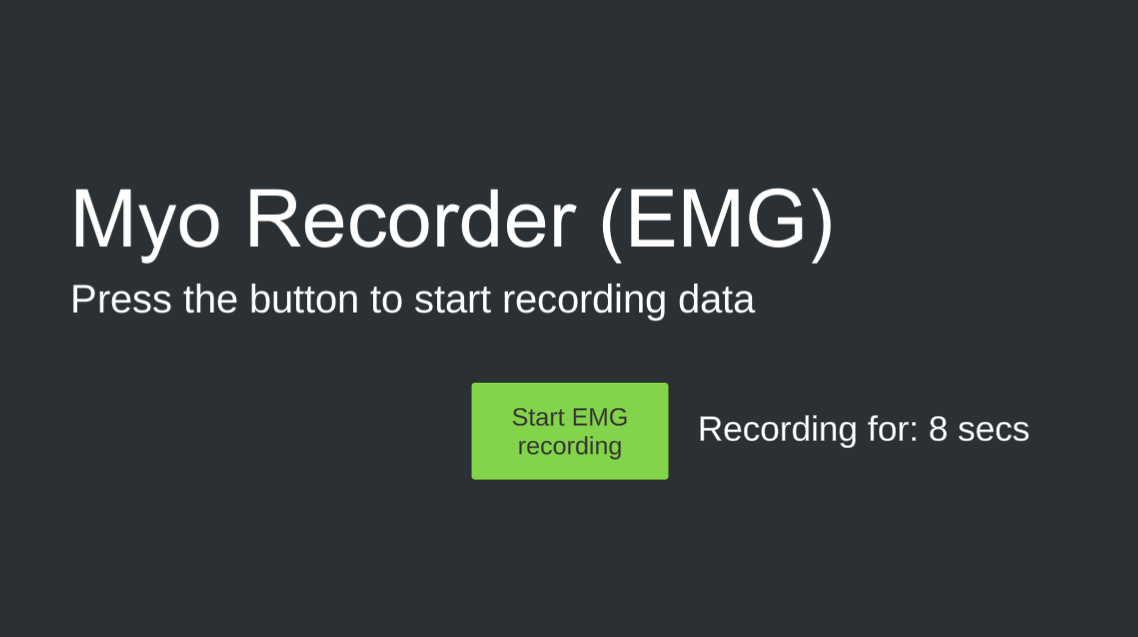 Myo Recorder (EMG)
Press the button to start recording data
Start EMG
recording
Recording for: 8 secs